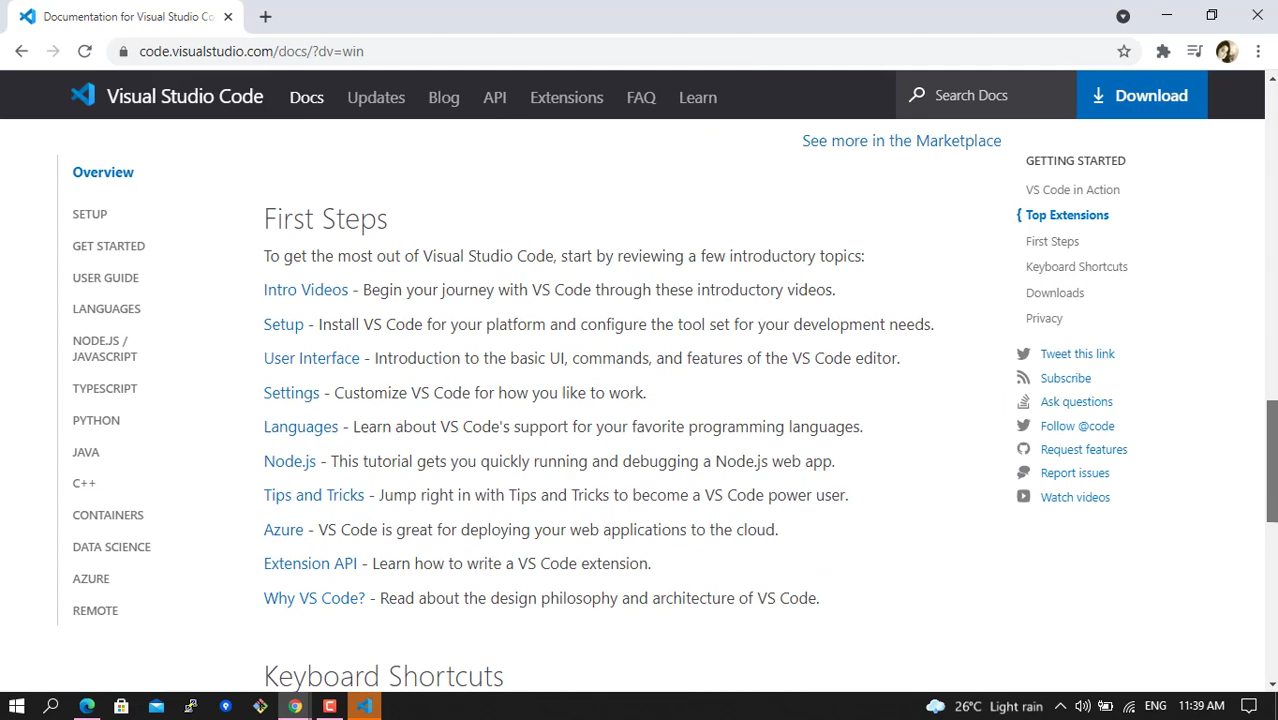 Documentation for Visual Studio Co
code.visualstudio.com/docs/?dv=win
Visual Studio Code
Docs
Updates
Blog
API
Extensions
FAQ
Learn
Search Docs
Download
See more in the Marketplace
Overview
SETUP
GET STARTED
USER GUIDE
LANGUAGES
NODE.JS /
JAVASCRIPT
TYPESCRIPT
PYTHON
JAVA
C++
CONTAINERS
DATA SCIENCE
AZURE
REMOTE
First Steps
To get the most out of Visual Studio Code, start by reviewing a few introductory topics:
Intro Videos - Begin your journey with VS Code through these introductory videos.
Setup - Install VS Code for your platform and configure the tool set for your development needs.
User Interface - Introduction to the basic UI, commands, and features of the VS Code editor.
Settings - Customize VS Code for how you like to work.
Languages - Learn about VS Code's support for your favorite programming languages.
Node.js - This tutorial gets you quickly running and debugging a Node.js web app.
Tips and Tricks - Jump right in with Tips and Tricks to become a VS Code power user.
Azure - VS Code is great for deploying your web applications to the cloud.
Extension API - Learn how to write a VS Code extension.
Why VS Code? - Read about the design philosophy and architecture of VS Code.
Keyboard Shortcuts
GETTING STARTED
VS Code in Action
{ Top Extensions
First Steps
Keyboard Shortcuts
Downloads
Privacy
Tweet this link
Subscribe
Ask questions
Follow @code
Request features
Report issues
Watch videos
26°C Light rain
ENG
11:39 AM